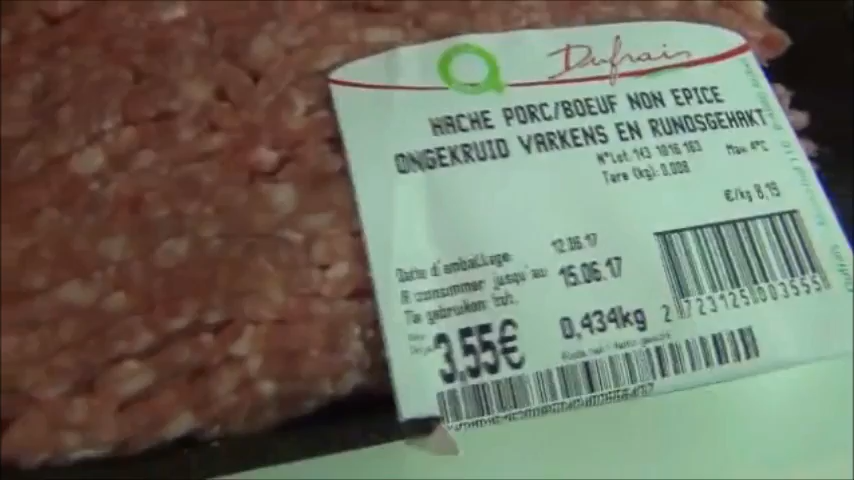 Dufrais
HACHE PORC/BOEUF NON EPICE
ONGEKRUID VARKENS EN RUNDSGEHAKT
N°Lot: 143 1016 163 Max 4°C
Tare (kg): 0,008
€/kg 8,19
Date d'emballage: 12.06.17
A consommer jusqu'au: 15.06.17
Te gebruiken tot:
3,55€ 0,434kg
2 723125 003555